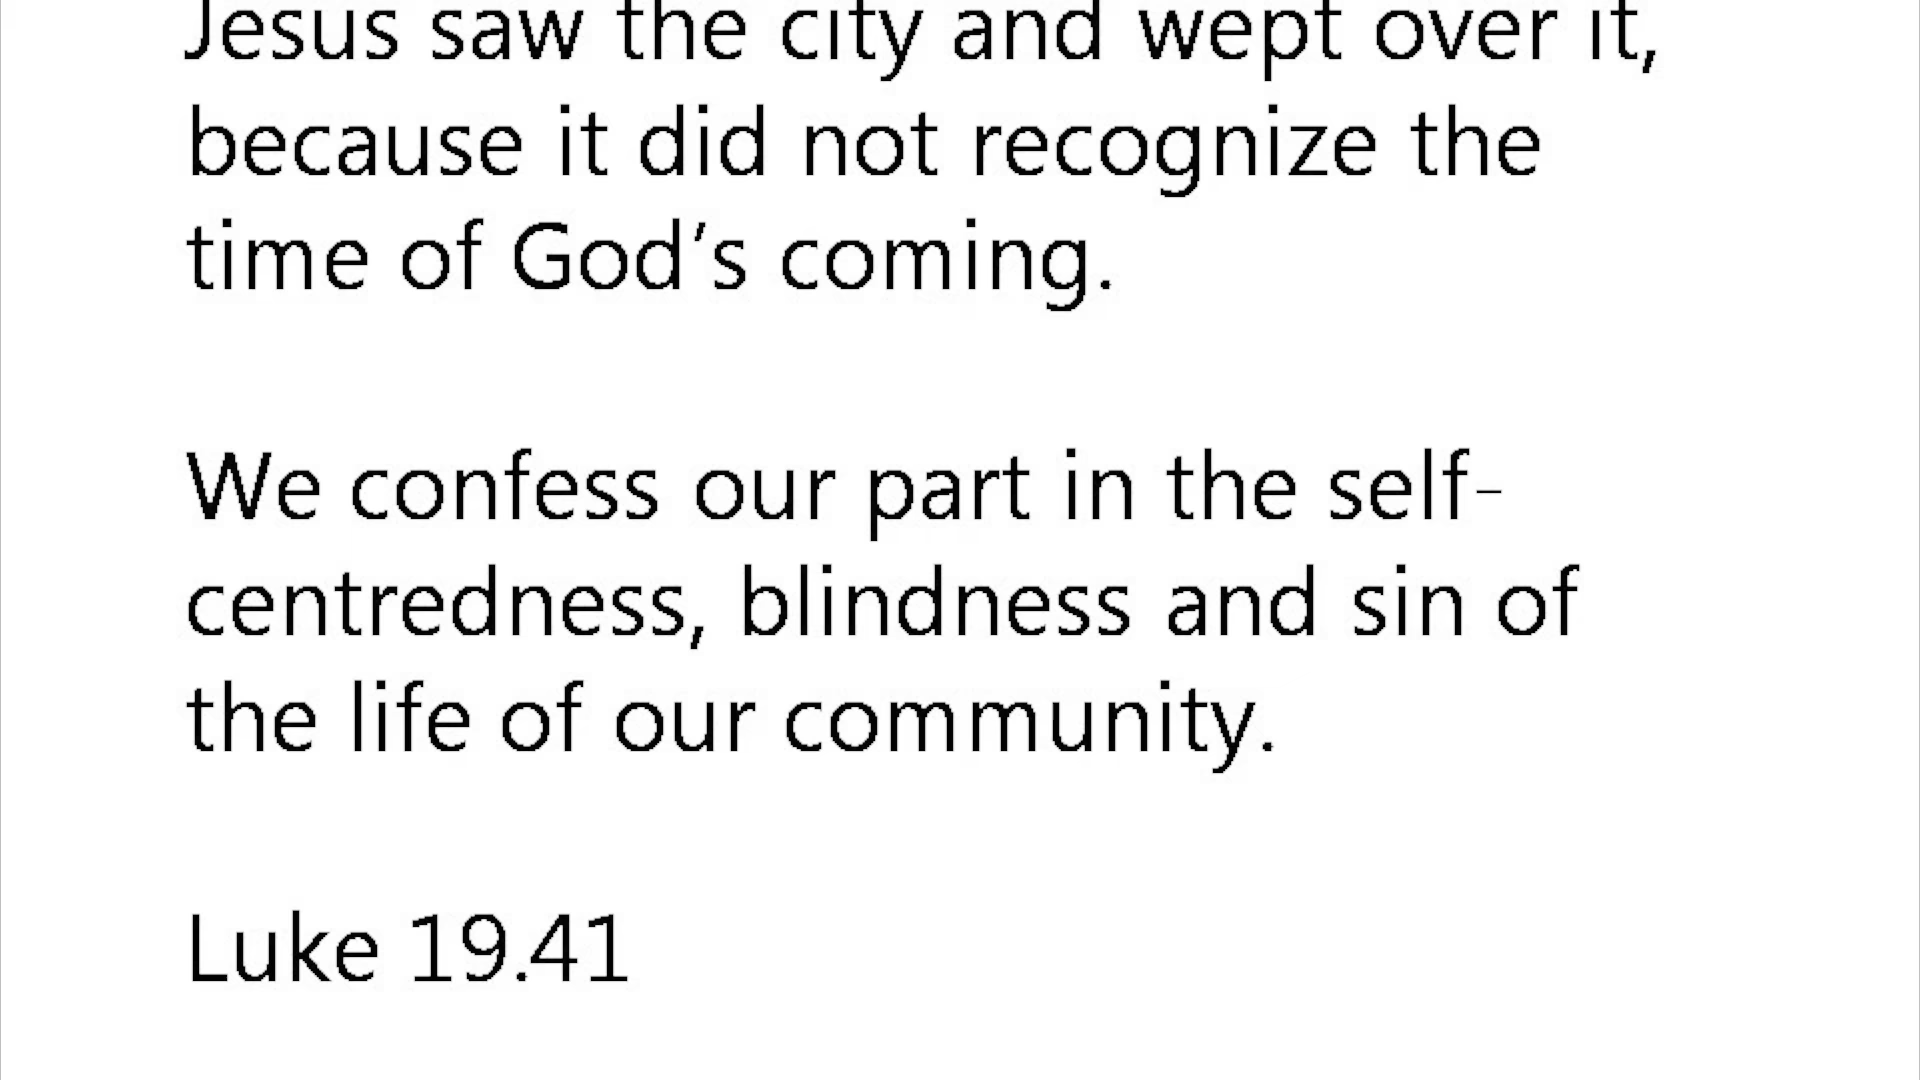 Jesus saw the city and wept over it,
because it did not recognize the
time of God’s coming.
We confess our part in the self-
centredness, blindness and sin of
the life of our community.
Luke 19.41